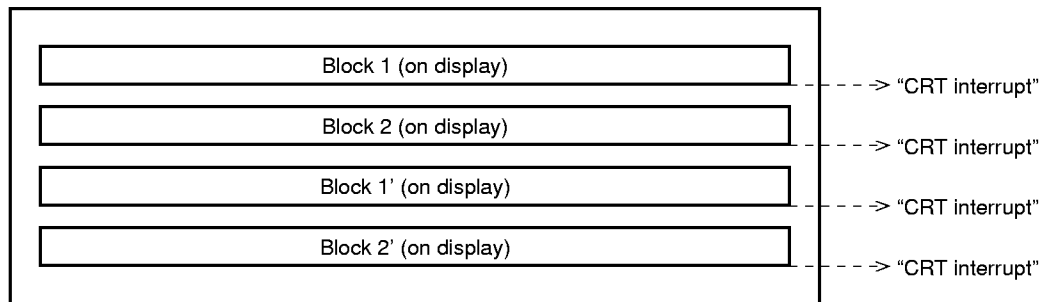 Block 1 (on display)
“CRT interrupt”
Block 2 (on display)
“CRT interrupt”
Block 1’ (on display)
“CRT interrupt”
Block 2’ (on display)
“CRT interrupt”